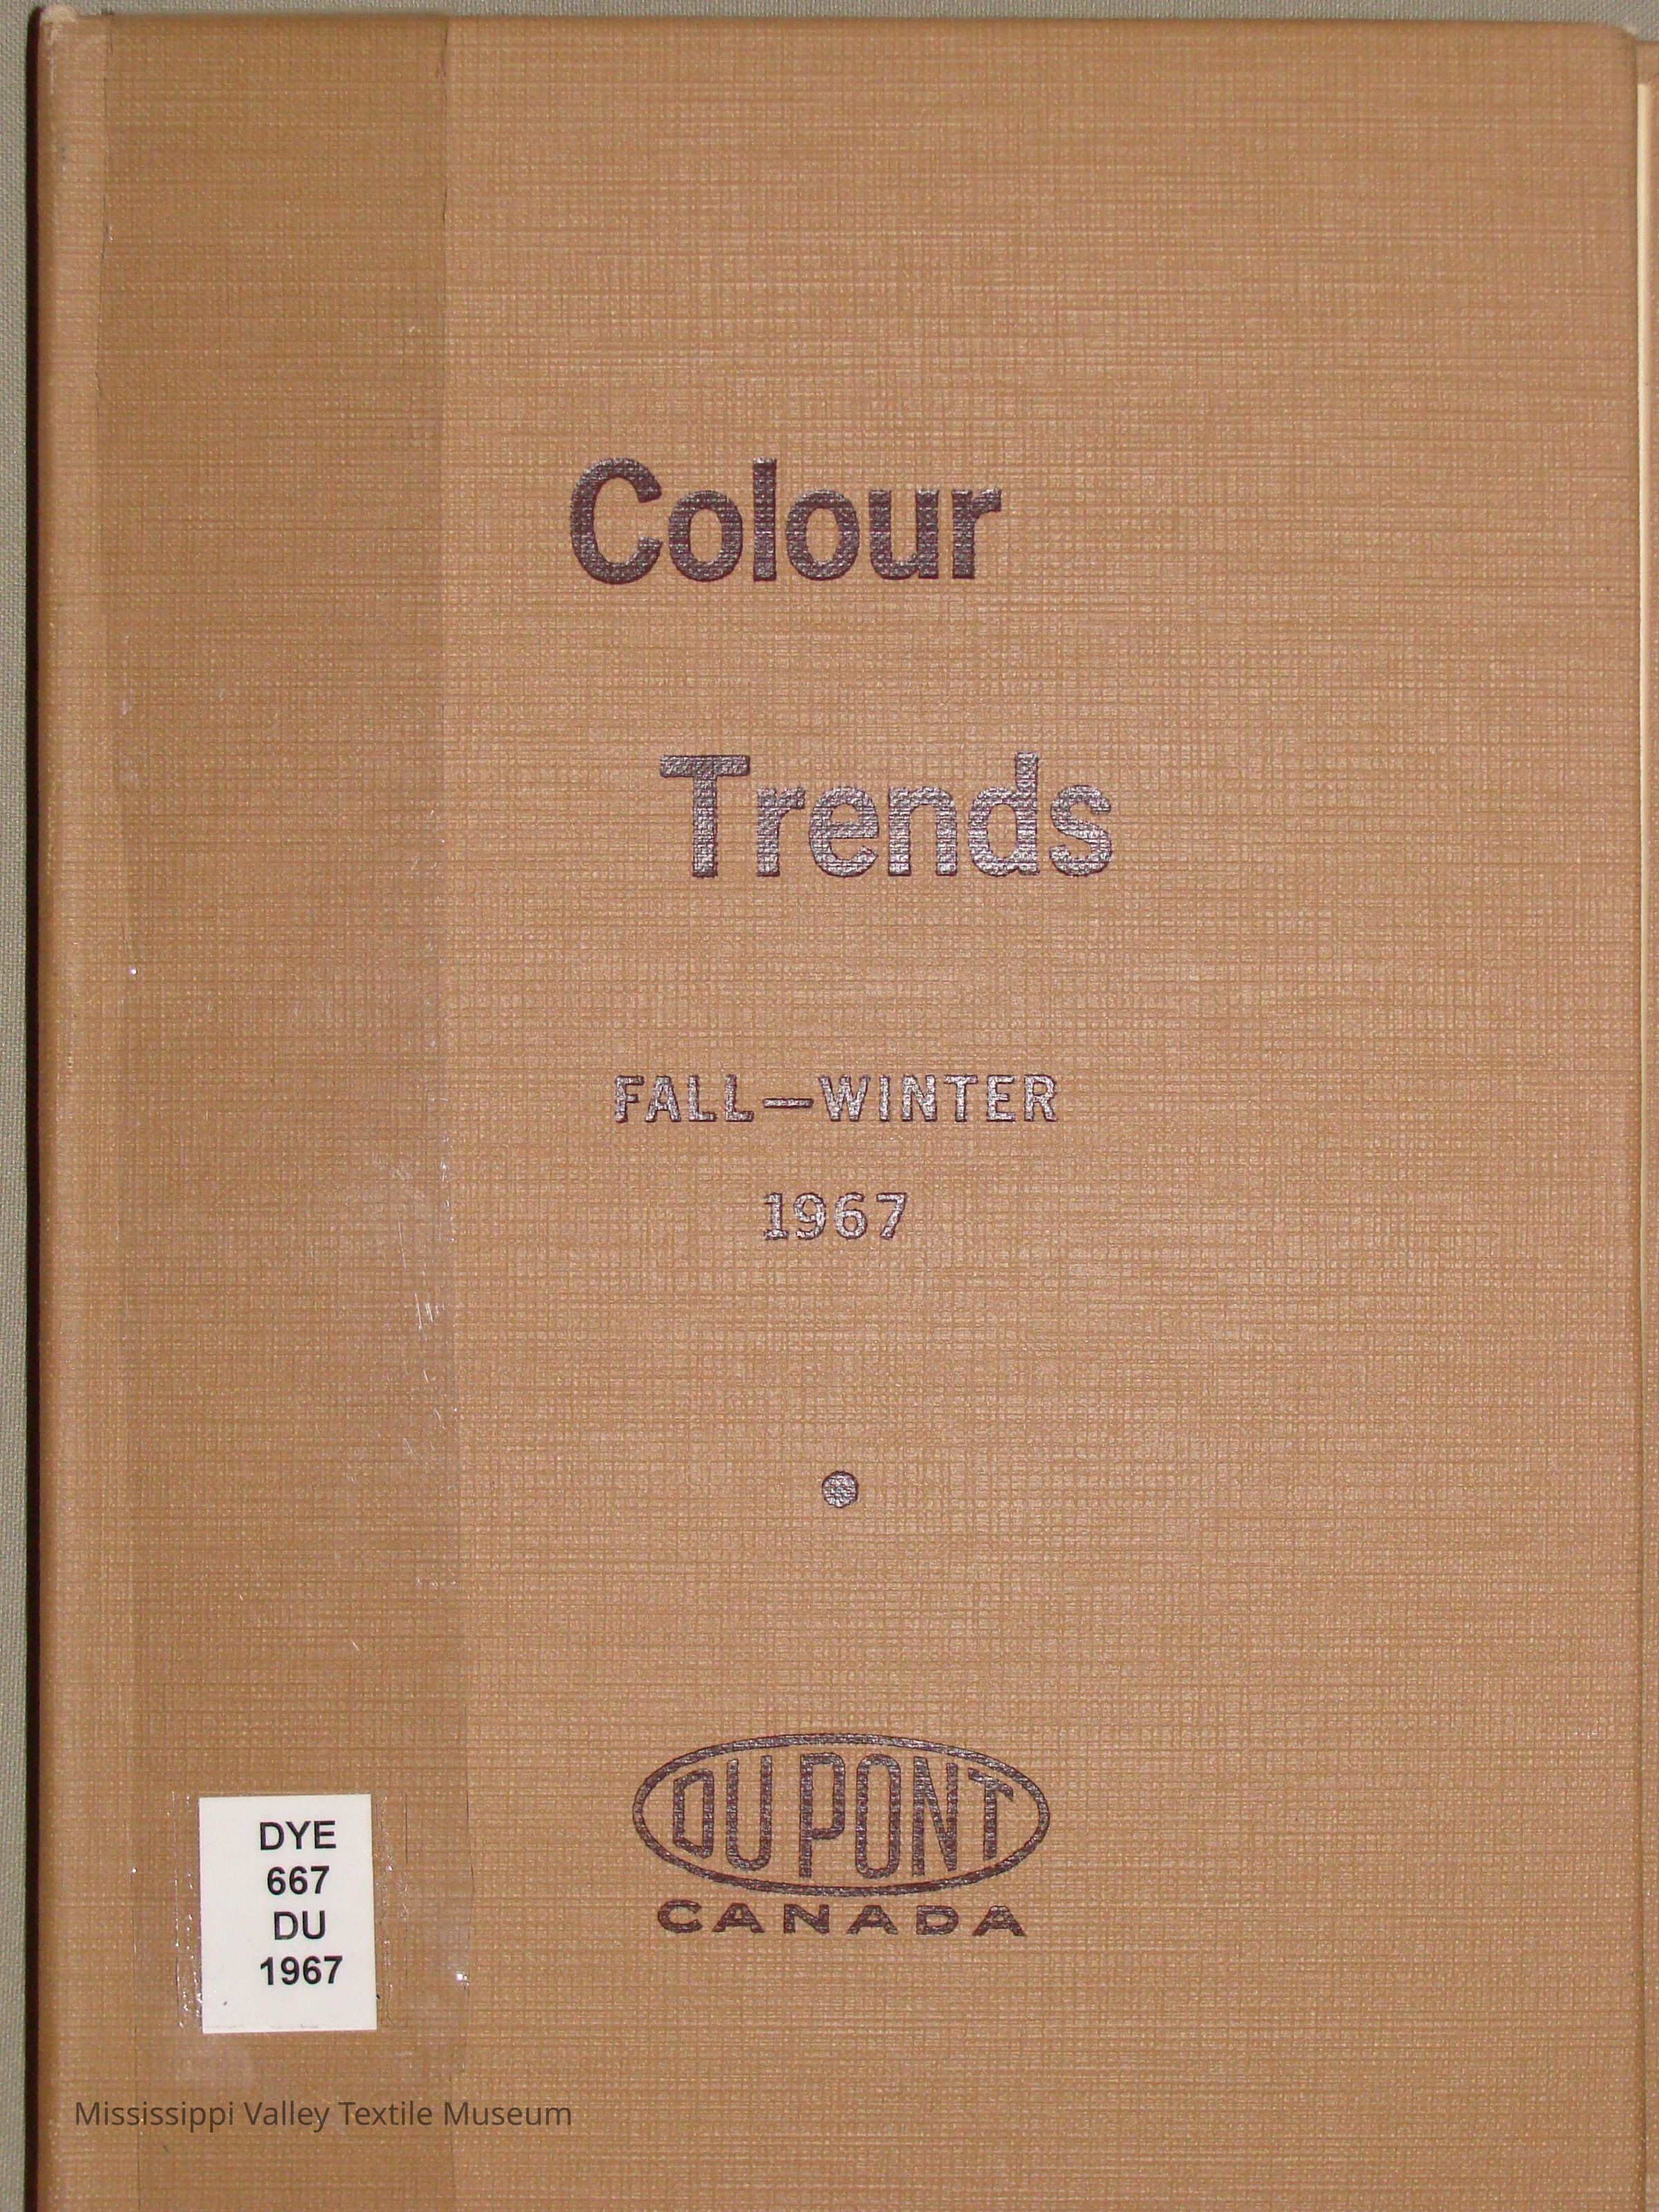 Colour
Trends
FALL—WINTER
1967
DU PONT
CANADA
DYE
667
DU
1967
Mississippi Valley Textile Museum